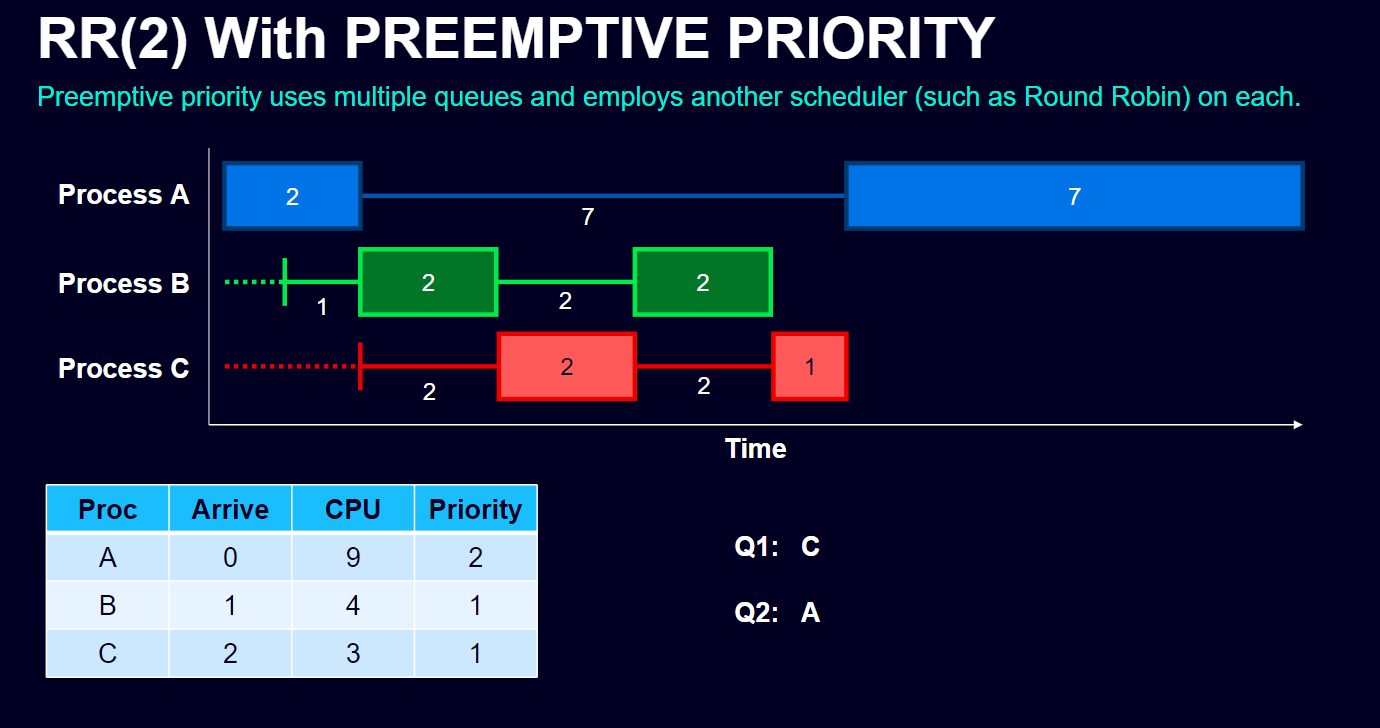 RR(2) With PREEMPTIVE PRIORITY
Preemptive priority uses multiple queues and employs another scheduler (such as Round Robin) on each.
Process A
2
7
7
Process B
1
2
2
2
Process C
2
2
2
1
Time
Proc Arrive CPU Priority
A 0 9 2
B 1 4 1
C 2 3 1
Q1: C
Q2: A